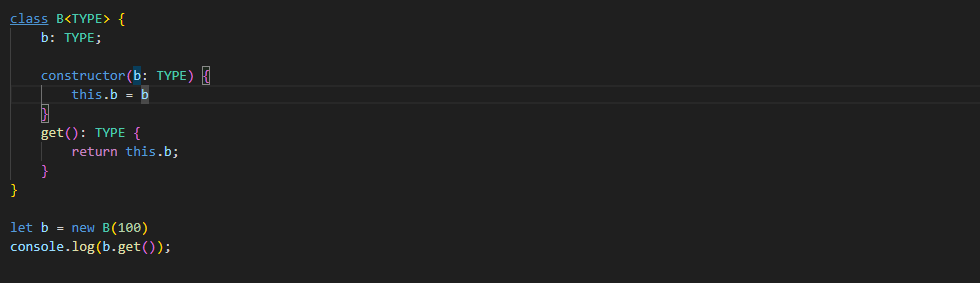 class B<TYPE> {
b: TYPE;
constructor(b: TYPE) {
this.b = b
}
get(): TYPE {
return this.b;
}
}
let b = new B(100)
console.log(b.get());